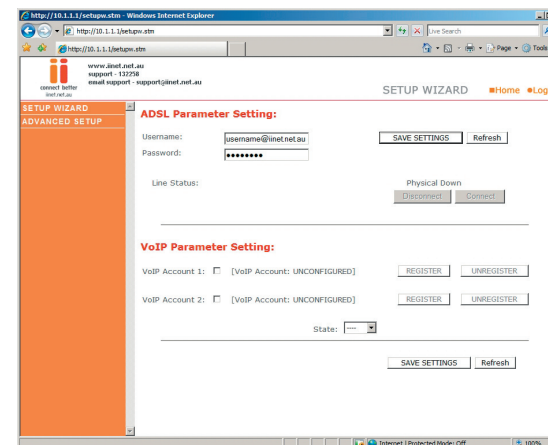 http://10.1.1.1/setupw.stm - Windows Internet Explorer
http://10.1.1.1/setupw.stm
Live Search
http://10.1.1.1/setupw.stm
Page
Tools
www.iinet.net.au
support - 132258
email support - support@iinet.net.au
connect better
iinet.net.au
SETUP WIZARD
Home
Log
SETUP WIZARD
ADVANCED SETUP
ADSL Parameter Setting:
Username:
username@iinet.net.au
SAVE SETTINGS
Refresh
Password:
Line Status:
Physical Down
Disconnect
Connect
VoIP Parameter Setting:
VoIP Account 1:
[VoIP Account: UNCONFIGURED]
REGISTER
UNREGISTER
VoIP Account 2:
[VoIP Account: UNCONFIGURED]
REGISTER
UNREGISTER
State:
----
SAVE SETTINGS
Refresh
Internet | Protected Mode: Off
100%